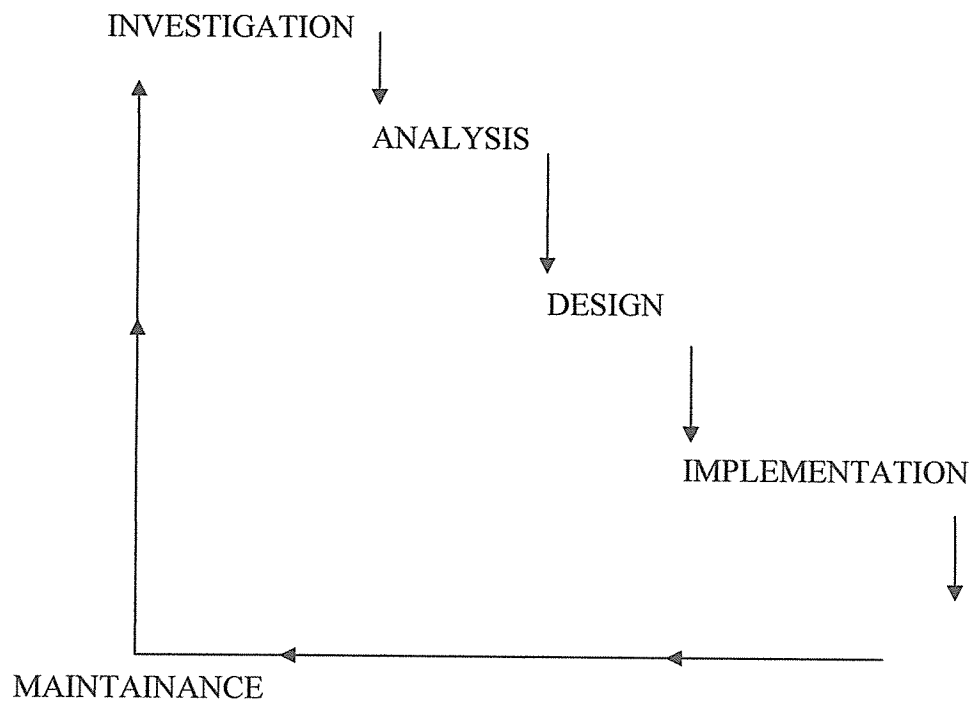 INVESTIGATION
ANALYSIS
DESIGN
IMPLEMENTATION
MAINTAINANCE